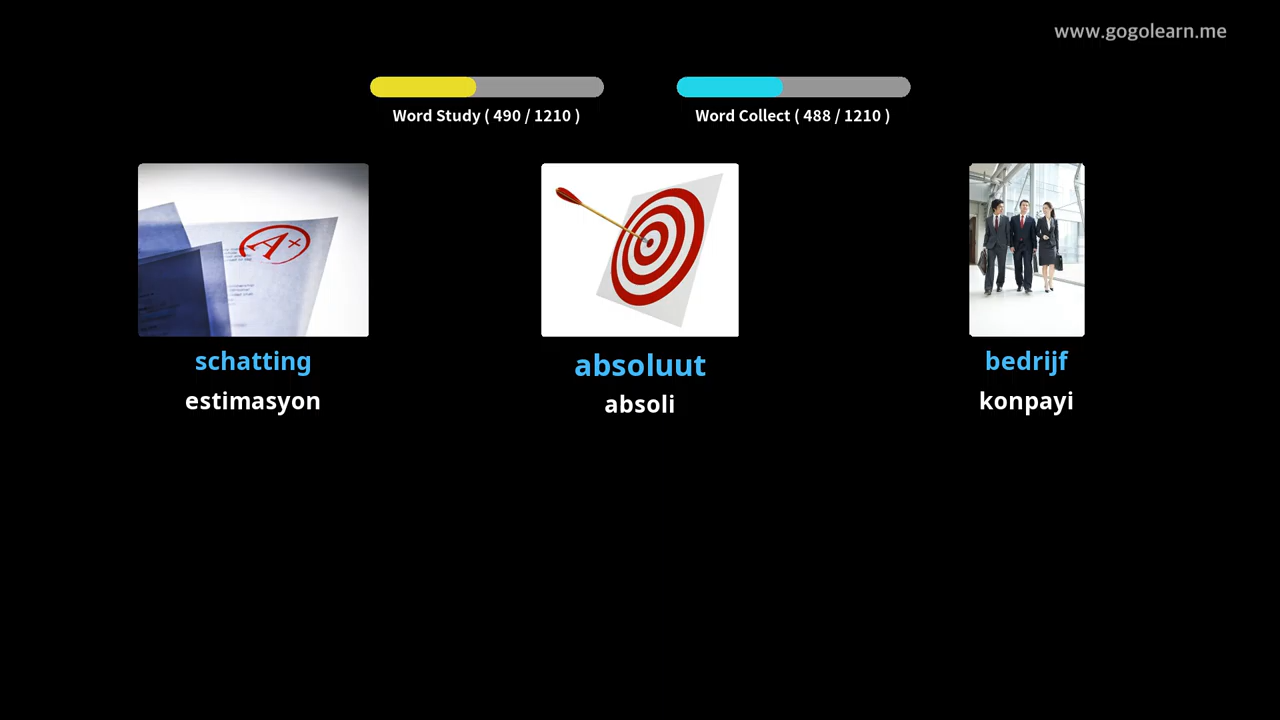 www.gogolearn.me
Word Study ( 490 / 1210 )
Word Collect ( 488 / 1210 )
A+
schatting
absoluut
bedrijf
estimasyon
absoli
konpayi